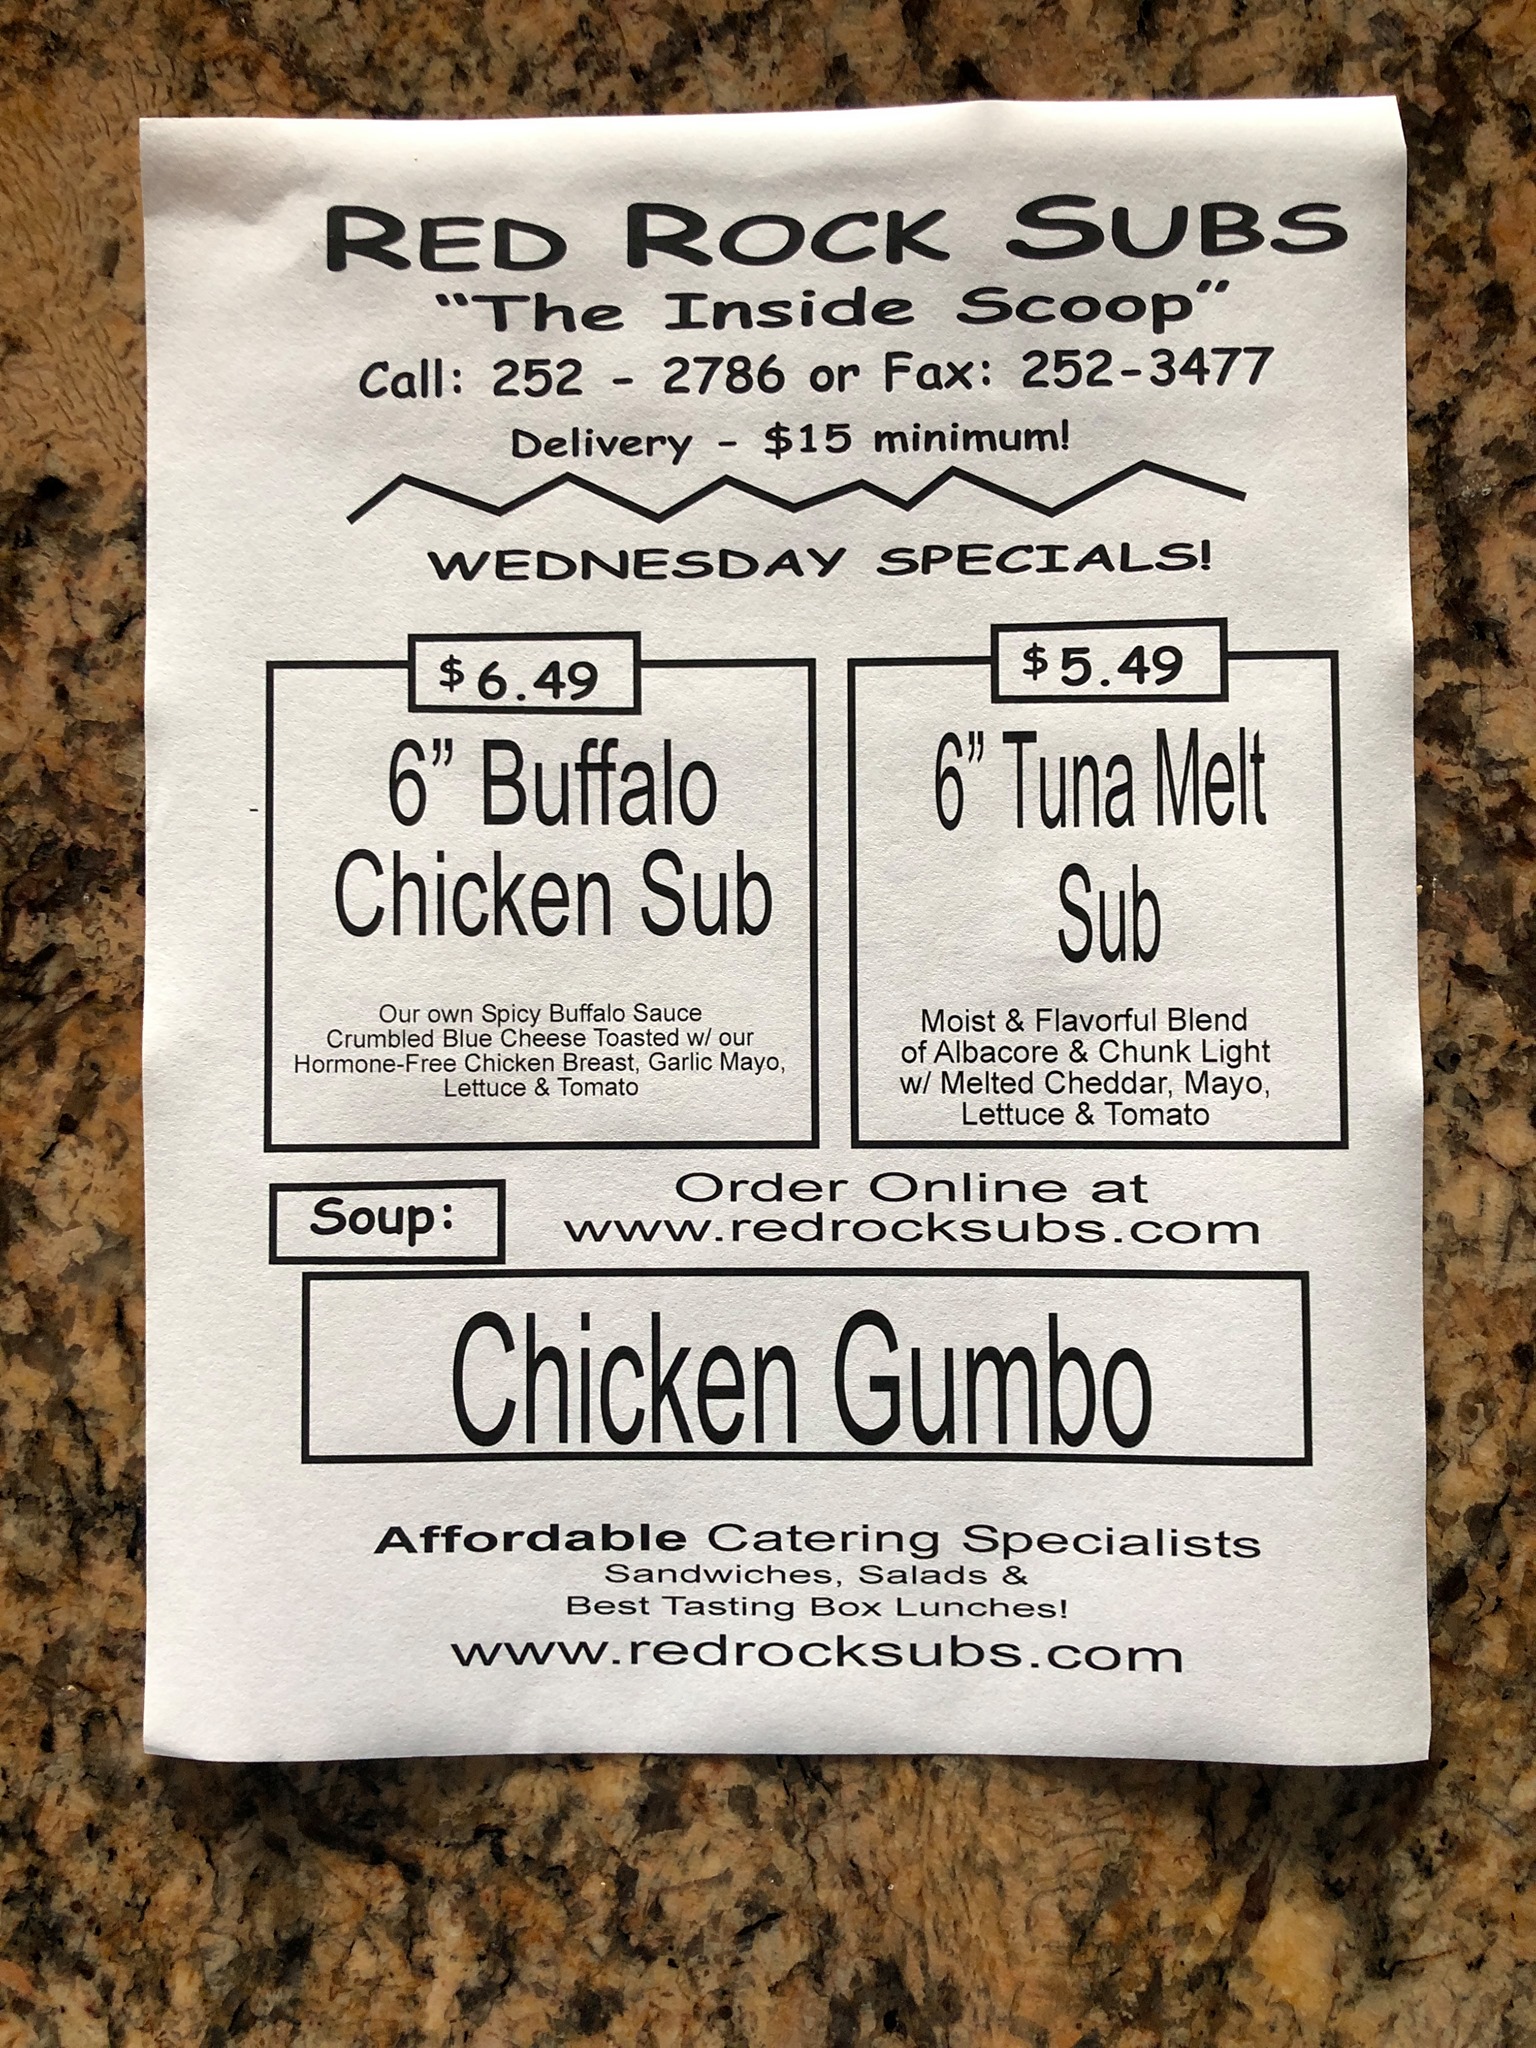 RED ROCK SUBS
"The Inside Scoop"
Call: 252 - 2786 or Fax: 252-3477
Delivery - $15 minimum!
WEDNESDAY SPECIALS!
$6.49
6” Buffalo
Chicken Sub
Our own Spicy Buffalo Sauce
Crumbled Blue Cheese Toasted w/ our
Hormone-Free Chicken Breast, Garlic Mayo,
Lettuce & Tomato
$5.49
6” Tuna Melt
Sub
Moist & Flavorful Blend
of Albacore & Chunk Light
w/ Melted Cheddar, Mayo,
Lettuce & Tomato
Soup:
Order Online at
www.redrocksubs.com
Chicken Gumbo
Affordable Catering Specialists
Sandwiches, Salads &
Best Tasting Box Lunches!
www.redrocksubs.com